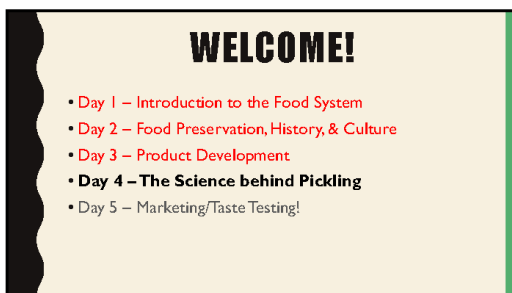 WELCOME!
• Day 1 – Introduction to the Food System
• Day 2 – Food Preservation, History, & Culture
• Day 3 – Product Development
• Day 4 – The Science behind Pickling
• Day 5 – Marketing/Taste Testing!